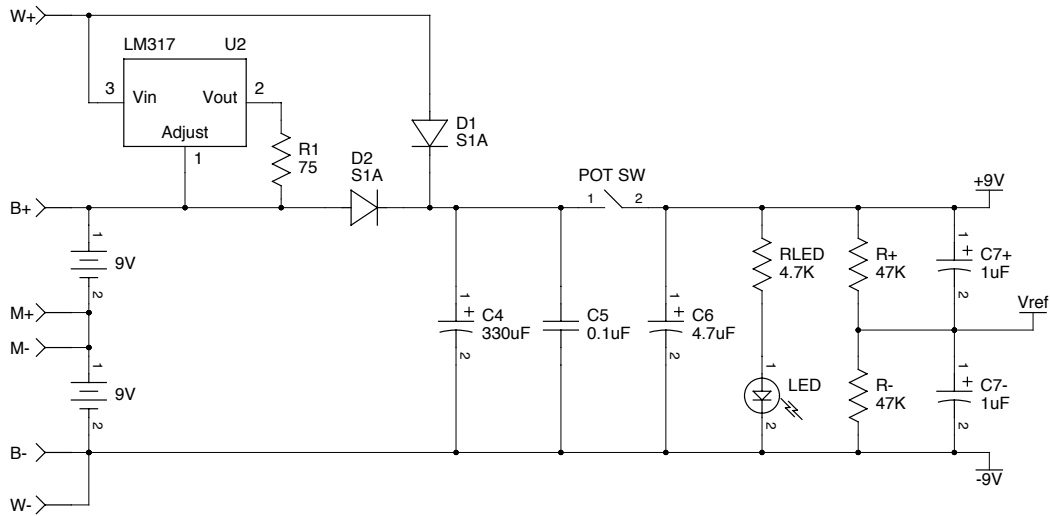 W+
LM317 U2
3 Vin Vout 2
Adjust
1
R1
75
D1
S1A
D2
S1A
POT SW
1 2
+9V
B+
1
9V
2
RLED
4.7K
R+
47K
1
+
C7+
1uF
2
Vref
M+
M-
1
+
C4
330uF
2
C5
0.1uF
1
+
C6
4.7uF
2
1
9V
2
1
LED
2
R-
47K
1
+
C7-
1uF
2
B-
-9V
W-